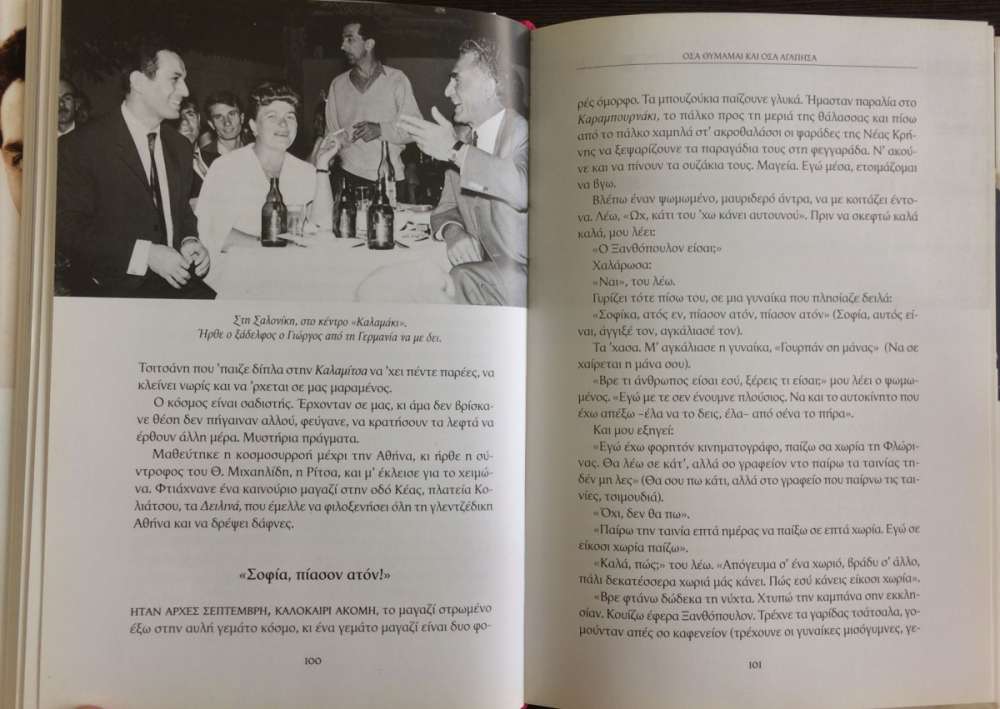 Στη Σαλονίκη, στο κέντρο «Καλαμάκι».
Ήρθε ο ξάδελφος ο Γιώργος από τη Γερμανία να με δει.
Τσιτσάνη που 'παιζε δίπλα στην Καλαμίτσα να 'χει πέντε παρέες, να
κλείνει νωρίς και να 'ρχεται σε μας μαραμένος.
Ο κόσμος είναι σαδιστής. Έρχονταν σε μας, κι άμα δεν βρίσκα-
νε θέση δεν πήγαιναν αλλού, φεύγανε, να κρατήσουν τα λεφτά να
έρθουν άλλη μέρα. Μυστήρια πράγματα.
Μαθεύτηκε η κοσμοσυρροή μέχρι την Αθήνα, κι ήρθε η σύ-
ντροφος του Θ. Μιχαηλίδη, η Ρίτσα, και μ' έκλεισε για το χειμώ-
να. Φτιάχνανε ένα καινούριο μαγαζί στην οδό Κέας, πλατεία Κο-
λιάτσου, τα Δειλινά, που έμελλε να φιλοξενήσει όλη τη γλεντζέδικη
Αθήνα και να δρέψει δάφνες.
«Σοφία, πίασον ατόν!»
ΗΤΑΝ ΑΡΧΕΣ ΣΕΠΤΕΜΒΡΗ, ΚΑΛΟΚΑΙΡΙ ΑΚΟΜΗ, το μαγαζί στρωμένο
έξω στην αυλή γεμάτο κόσμο, κι ένα γεμάτο μαγαζί είναι δυο φο-
100
ΟΣΑ ΘΥΜΑΜΑΙ ΚΑΙ ΟΣΑ ΑΓΑΠΗΣΑ
ρές όμορφο. Τα μπουζούκια παίζουνε γλυκά. Ήμασταν παραλία στο
Καραμπουρνάκι, το πάλκο προς τη μεριά της θάλασσας και πίσω
από το πάλκο χαμηλά στ' ακροθαλάσσι οι ψαράδες της Νέας Κρή-
νης να ξεψαρίζουνε τα παραγάδια τους στη φεγγαράδα. Ν' ακού-
νε και να πίνουν τα ουζάκια τους. Μαγεία. Εγώ μέσα, ετοιμάζομαι
να βγω.
Βλέπω έναν ψωμωμένο, μαυριδερό άντρα, να με κοιτάζει έντο-
να. Λέω, «Ωχ, κάτι του 'χω κάνει αυτουνού». Πριν να σκεφτώ καλά
καλά, μου λέει:
«Ο Ξανθόπουλον είσαι;»
Χαλάρωσα:
«Ναι», του λέω.
Γυρίζει τότε πίσω του, σε μια γυναίκα που πλησίαζε δειλά:
«Σοφίκα, ατός εν, πίασον ατόν, πίασον ατόν» (Σοφία, αυτός εί-
ναι, άγγιξέ τον, αγκάλιασέ τον).
Τα 'χασα. Μ' αγκάλιασε η γυναίκα, «Γουρπάν ση μάνας» (Να σε
χαίρεται η μάνα σου).
«Βρε τι άνθρωπος είσαι εσύ, ξέρεις τι είσαι;» μου λέει ο ψωμω-
μένος. «Εγώ με τε σεν ένουμνε πλούσιος. Να και το αυτοκίνητο που
έχω απέξω –έλα να το δεις, έλα– από σένα το πήρα».
Και μου εξηγεί:
«Εγώ έχω φορητόν κινηματογράφο, παίζω σα χωρία τη Φλώρι-
νας. Θα λέω σε κάτ', αλλά σο γραφείον ντο παίρω τα ταινίας τη-
δέν μη λες» (Θα σου πω κάτι, αλλά στο γραφείο που παίρνω τις ται-
νίες, τσιμουδιά).
«Όχι, δεν θα πω».
«Παίρω την ταινία επτά ημέρας να παίξω σε επτά χωρία. Εγώ σε
είκοσι χωρία παίζω».
«Καλά, πώς;» του λέω. «Απόγευμα σ' ένα χωριό, βράδυ σ' άλλο,
πάλι δεκατέσσερα χωριά μάς κάνει. Πώς εσύ κάνεις είκοσι χωρία».
«Βρε φτάνω δώδεκα τη νύχτα. Χτυπώ την καμπάνα σην εκκλη-
σίαν. Κουίζω έφερα Ξανθόπουλον. Τρέχνε τα γαρίδας τσάτσαλα, γο-
μούνταν απές σο καφενείον (τρέχουνε οι γυναίκες μισόγυμνες, γε-
101